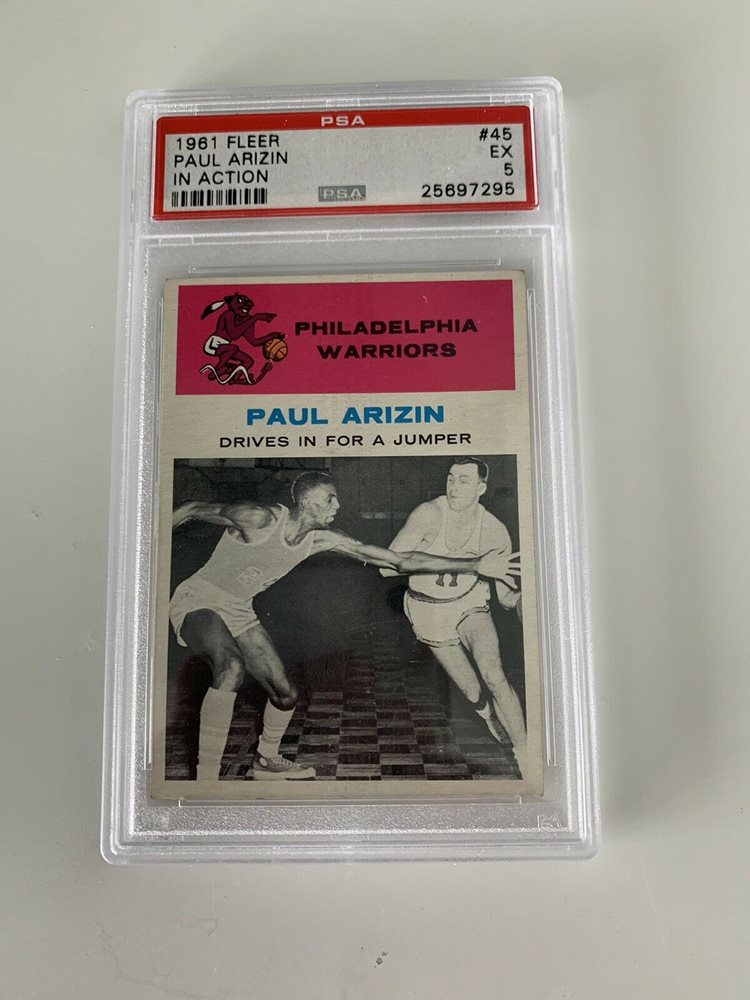 PSA
1961 FLEER #45
PAUL ARIZIN EX
IN ACTION 5
PSA 25697295
PHILADELPHIA
WARRIORS
PAUL ARIZIN
DRIVES IN FOR A JUMPER
11